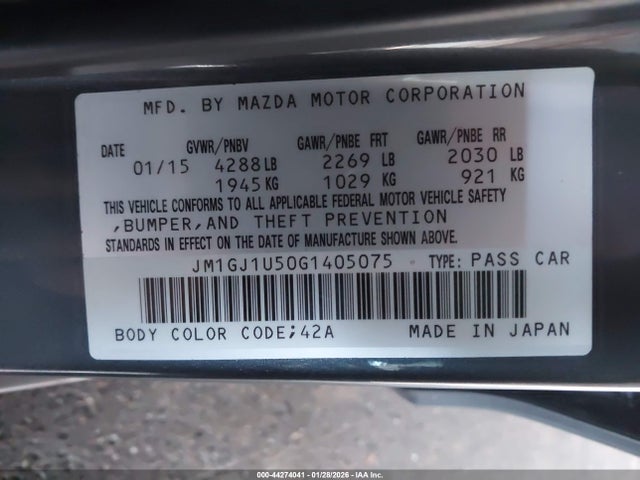 MFD. BY MAZDA MOTOR CORPORATION
DATE GVWR/PNBV GAWR/PNBE FRT GAWR/PNBE RR
01/15 4288 LB 2269 LB 2030 LB
1945 KG 1029 KG 921 KG
THIS VEHICLE CONFORMS TO ALL APPLICABLE FEDERAL MOTOR VEHICLE SAFETY
,BUMPER,AND THEFT PREVENTION
STANDARDS IN EFFECT ON THE DATE OF MANUFACTURE SHOWN ABOVE.
JM1GJ1U50G1405075 TYPE: PASS CAR
BODY COLOR CODE;42A MADE IN JAPAN
000-44274041 - 01/28/2026 - IAA Inc.